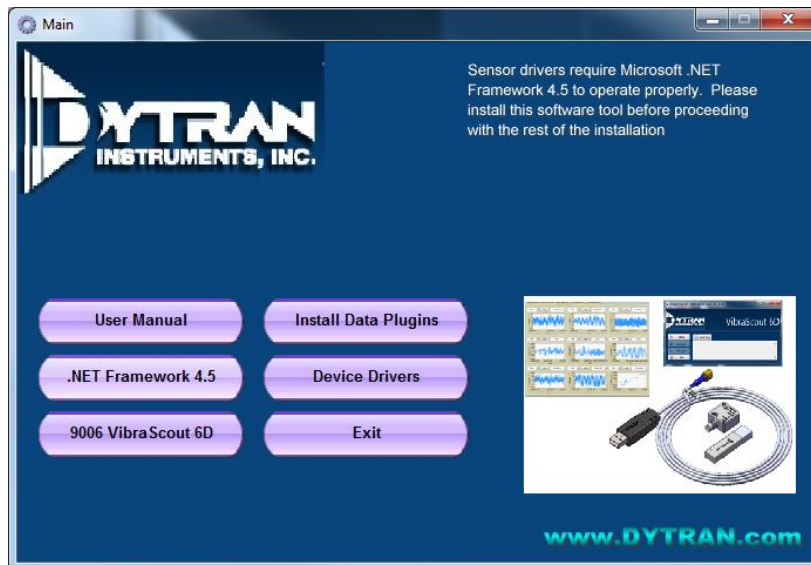 Main
DYTRAN
INSTRUMENTS, INC.
Sensor drivers require Microsoft .NET
Framework 4.5 to operate properly. Please
install this software tool before proceeding
with the rest of the installation
User Manual
Install Data Plugins
.NET Framework 4.5
Device Drivers
9006 VibraScout 6D
Exit
DYTRAN
VibraScout 6D
www.DYTRAN.com